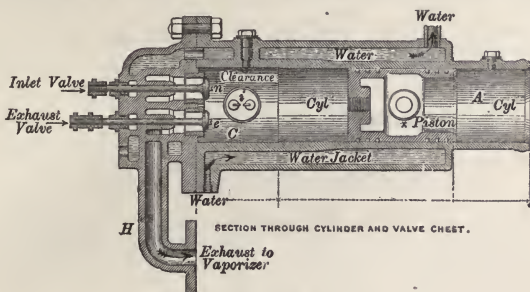 Water
Water
Inlet Valve
Clearance
n
Exhaust
Valve
s
Cyl
A
Cyl
e
C
x
Piston
Water Jacket
Water
SECTION THROUGH CYLINDER AND VALVE CHEST.
H
Exhaust to
Vaporizer